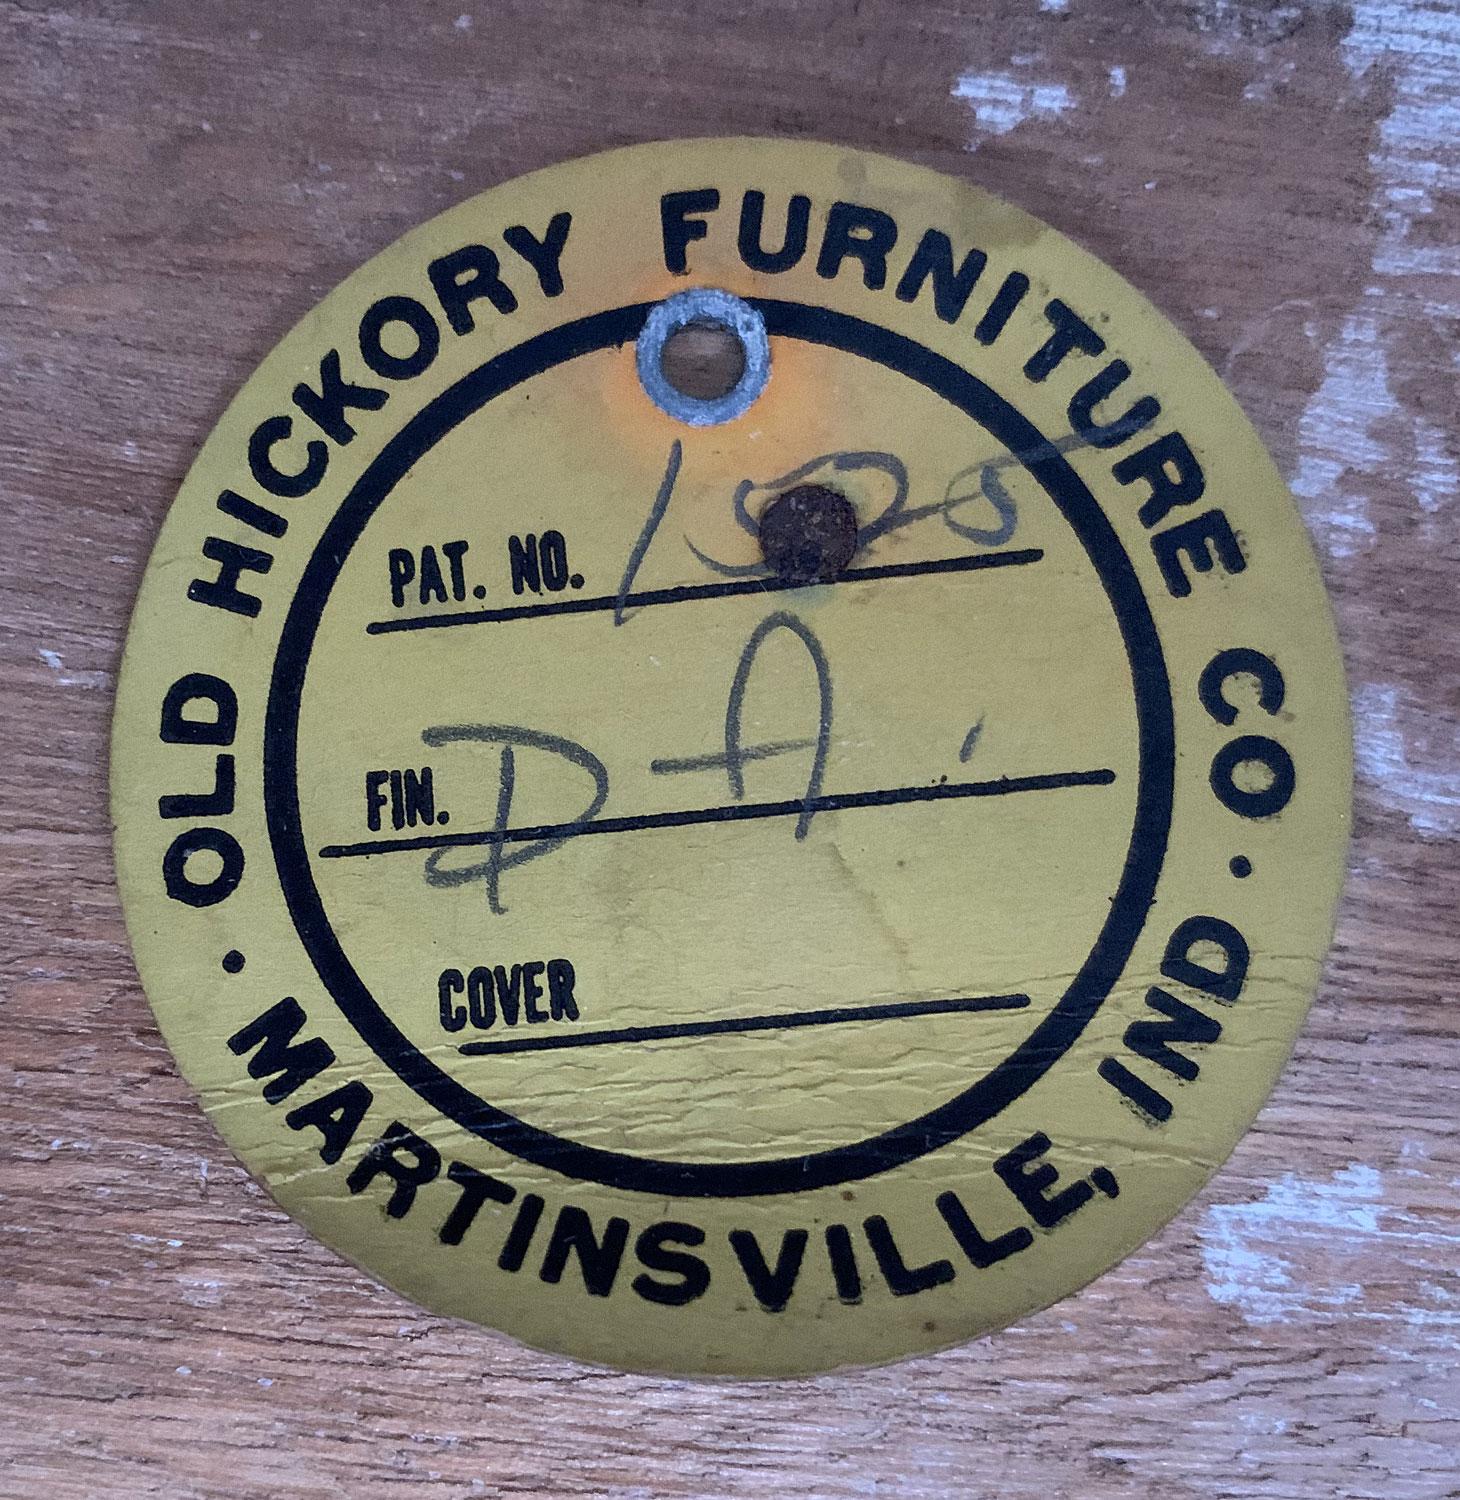 OLD HICKORY FURNITURE CO.
PAT. NO.
FIN. D A
COVER
MARTINSVILLE, IND